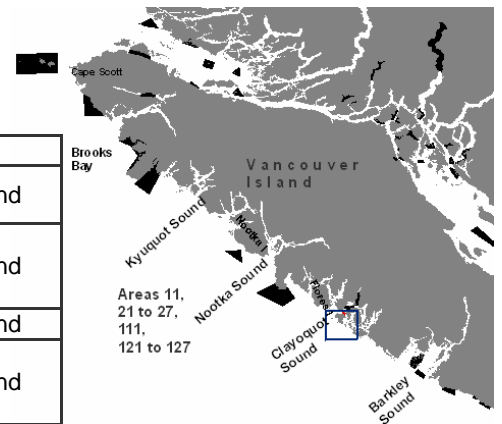 Cape Scott
Brooks
Bay
Vancouver
Island
Kyuquot Sound
Nootka I
Nootka Sound
Areas 11,
21 to 27,
111,
121 to 127
Flores
Clayoquot
Sound
Barkley
Sound
nd
nd
nd
nd